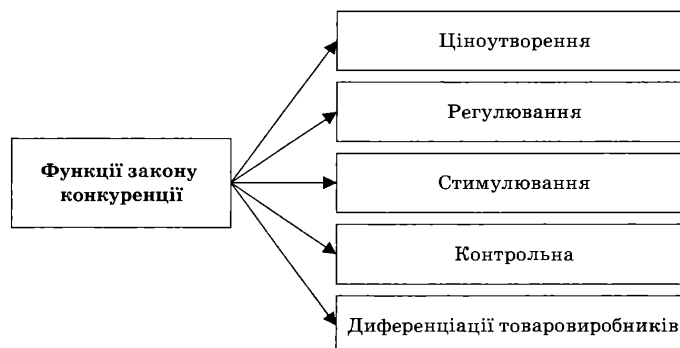 Функції закону
конкуренції
Ціноутворення
Регулювання
Стимулювання
Контрольна
Диференціації товаровиробників